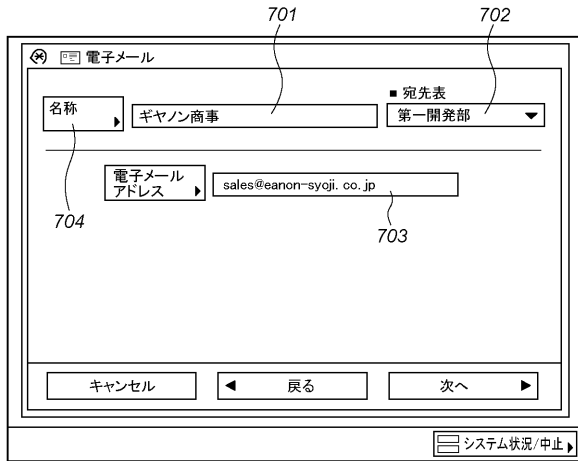 701
702
電子メール
■ 宛先表
名称
ギヤノン商事
第一開発部
電子メール
アドレス
sales@eanon-syoji.co.jp
704
703
キャンセル
戻る
次へ
システム状況/中止